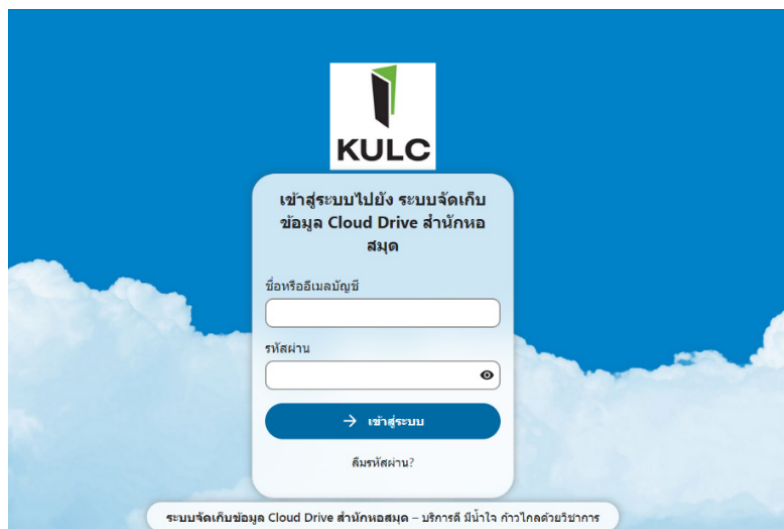 KULC
เข้าสู่ระบบไปยัง ระบบจัดเก็บ
ข้อมูล Cloud Drive สำนักหอ
สมุด
ชื่อหรืออีเมลบัญชี
รหัสผ่าน
เข้าสู่ระบบ
ลืมรหัสผ่าน?
ระบบจัดเก็บข้อมูล Cloud Drive สำนักหอสมุด – บริการดี มีน้ำใจ ก้าวไกลด้วยวิชาการ